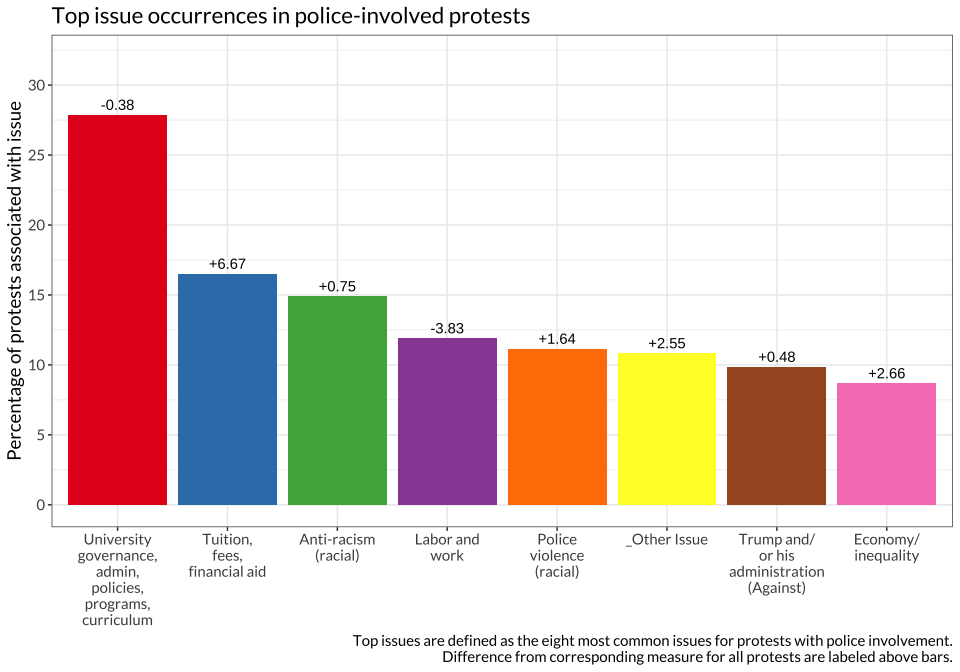 Top issue occurrences in police-involved protests
Percentage of protests associated with issue
30
25
20
15
10
5
0
-0.38
+6.67
+0.75
-3.83
+1.64
+2.55
+0.48
+2.66
University
governance,
admin,
policies,
programs,
curriculum
Tuition,
fees,
financial aid
Anti-racism
(racial)
Labor and
work
Police
violence
(racial)
_Other Issue
Trump and/
or his
administration
(Against)
Economy/
inequality
Top issues are defined as the eight most common issues for protests with police involvement.
Difference from corresponding measure for all protests are labeled above bars.